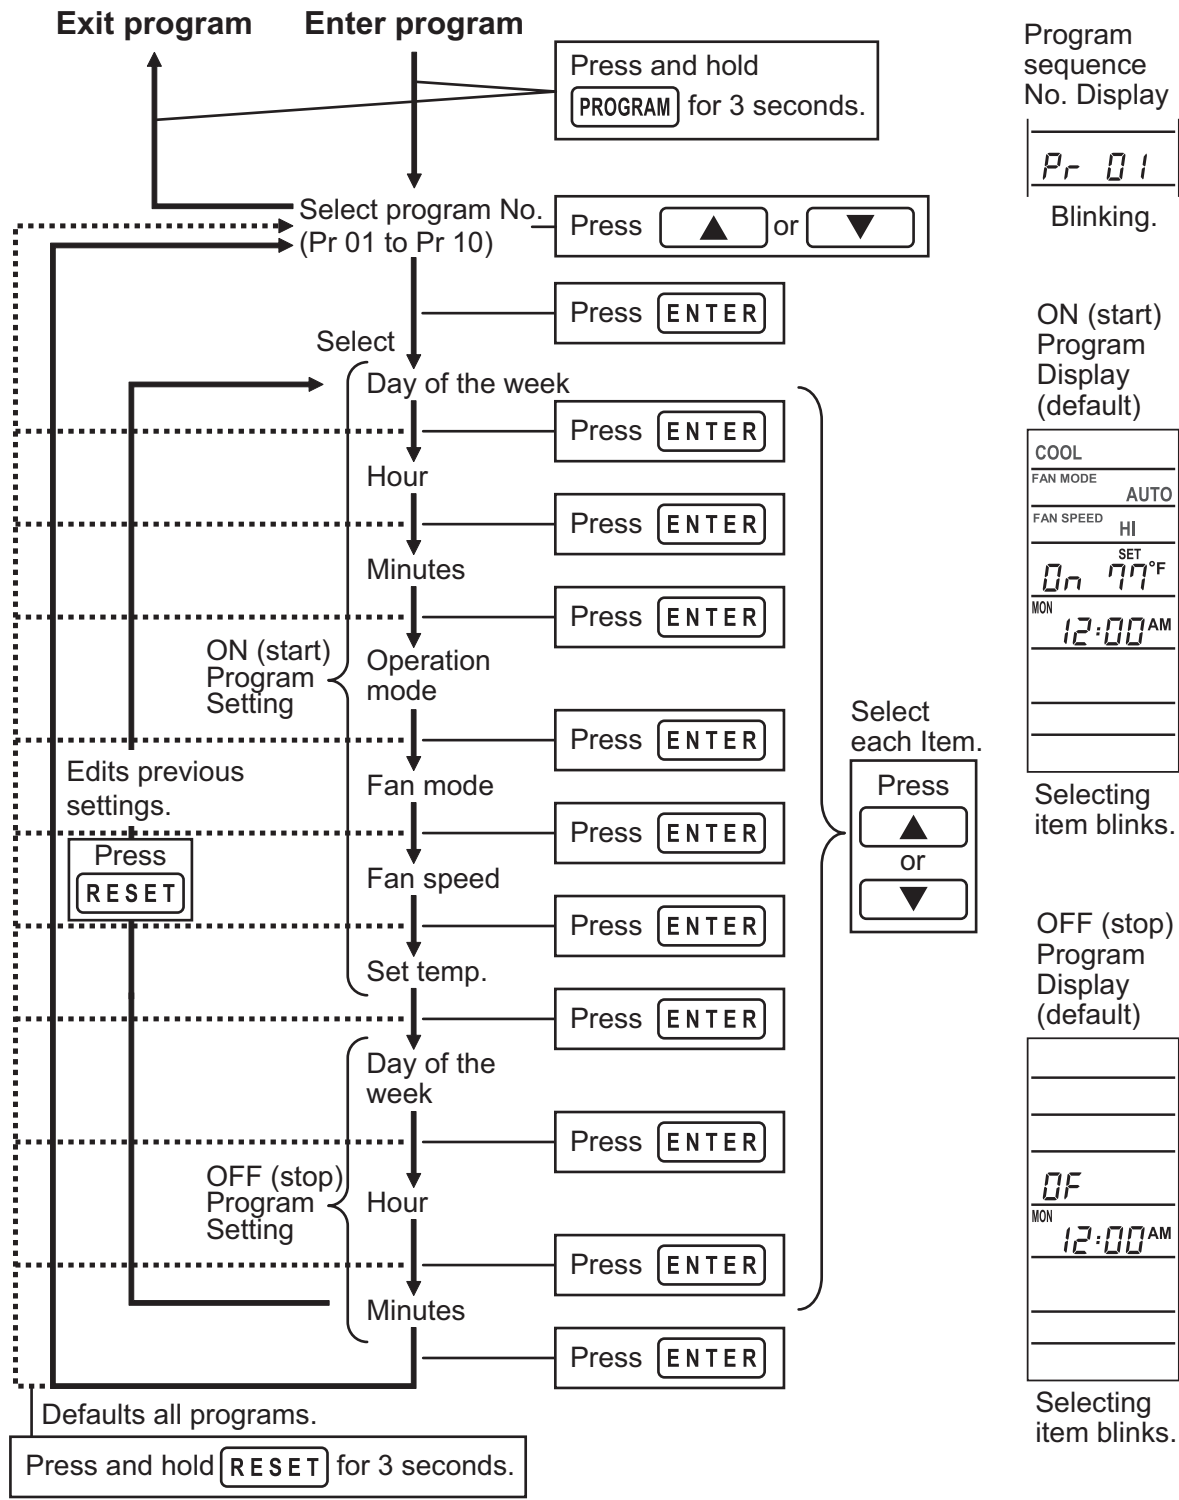 Exit program
Enter program
Press and hold
PROGRAM for 3 seconds.
Select program No.
(Pr 01 to Pr 10)
Press ▲ or ▼
Press ENTER
Select
Day of the week
Press ENTER
Hour
Press ENTER
Minutes
Press ENTER
ON (start)
Program
Setting
Operation
mode
Press ENTER
Fan mode
Press ENTER
Fan speed
Press ENTER
Set temp.
Press ENTER
Edits previous
settings.
Press
RESET
Day of the
week
Press ENTER
OFF (stop)
Program
Setting
Hour
Press ENTER
Minutes
Press ENTER
Defaults all programs.
Press and hold RESET for 3 seconds.
Select
each Item.
Press
▲
or
▼
Program
sequence
No. Display
Pr 01
Blinking.
ON (start)
Program
Display
(default)
COOL
FAN MODE
AUTO
FAN SPEED
HI
SET
On 77°F
MON
12:00 AM
Selecting
item blinks.
OFF (stop)
Program
Display
(default)
OF
MON
12:00 AM
Selecting
item blinks.